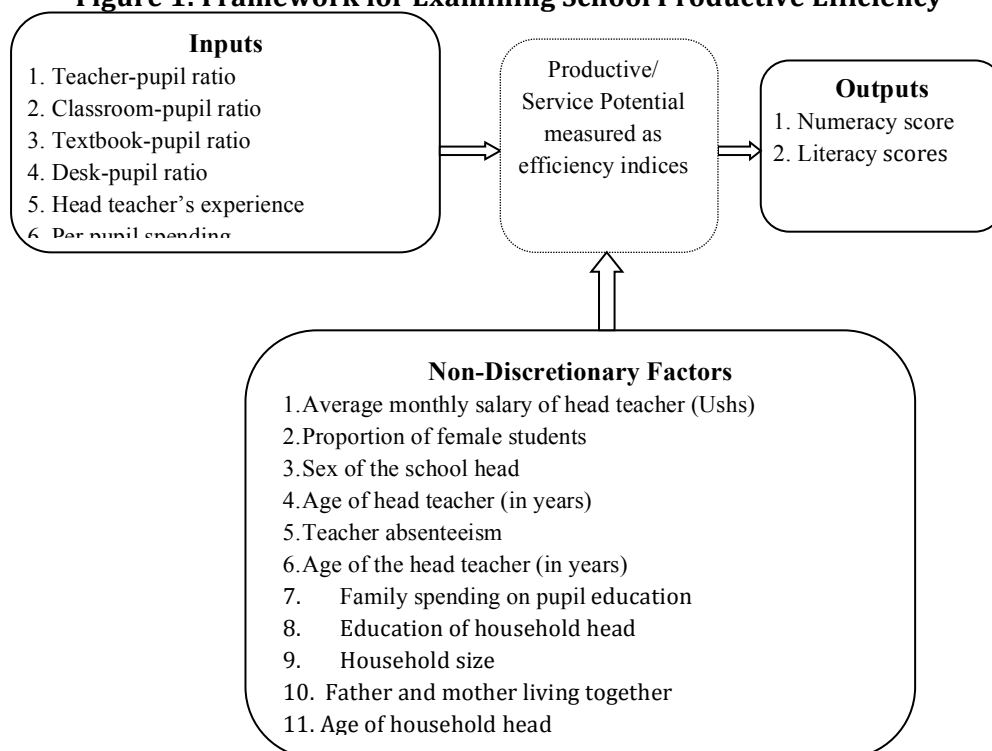 Figure 1: Framework for Examining School Productive Efficiency
Inputs
1. Teacher-pupil ratio
2. Classroom-pupil ratio
3. Textbook-pupil ratio
4. Desk-pupil ratio
5. Head teacher’s experience
6. Per pupil spending
Productive/
Service Potential
measured as
efficiency indices
Outputs
1. Numeracy score
2. Literacy scores
Non-Discretionary Factors
1.Average monthly salary of head teacher (Ushs)
2.Proportion of female students
3.Sex of the school head
4.Age of head teacher (in years)
5.Teacher absenteeism
6.Age of the head teacher (in years)
7. Family spending on pupil education
8. Education of household head
9. Household size
10. Father and mother living together
11. Age of household head